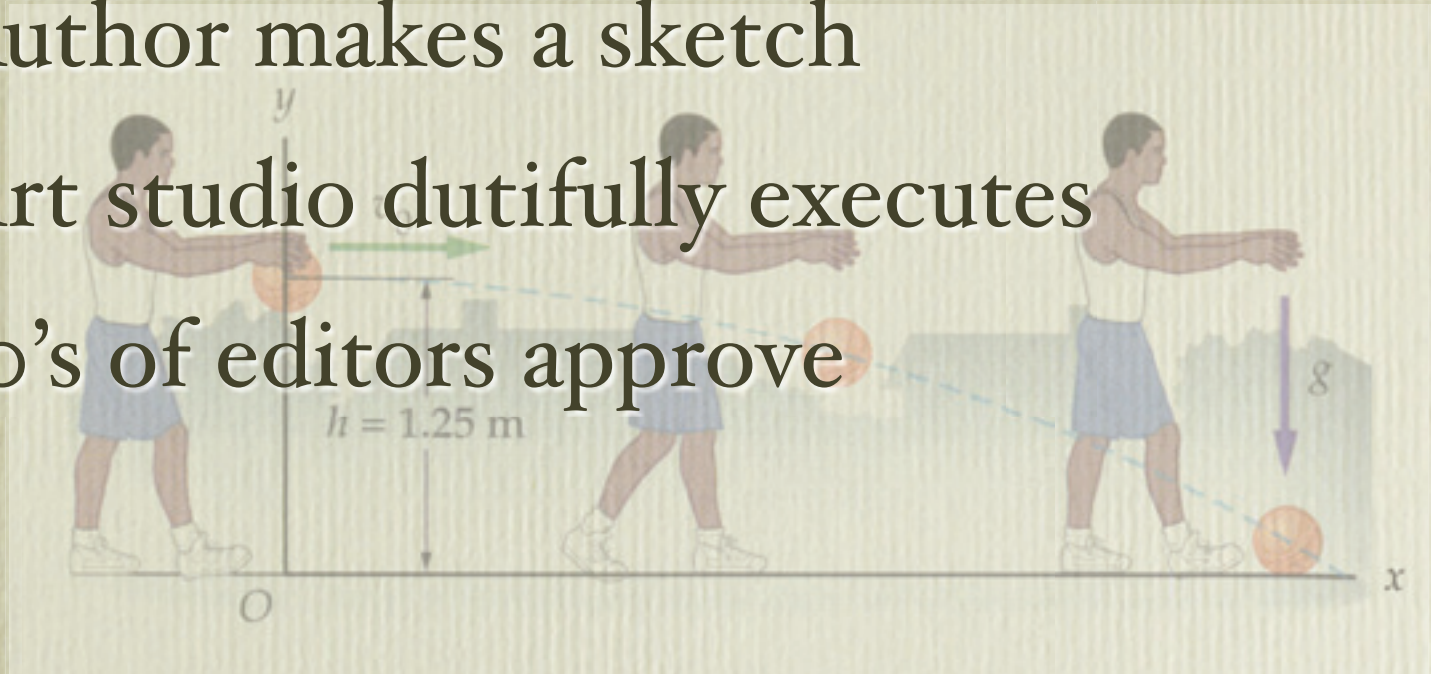 uthor makes a sketch
y
rt studio dutifully executes
o's of editors approve
g
h = 1.25 m
x
O